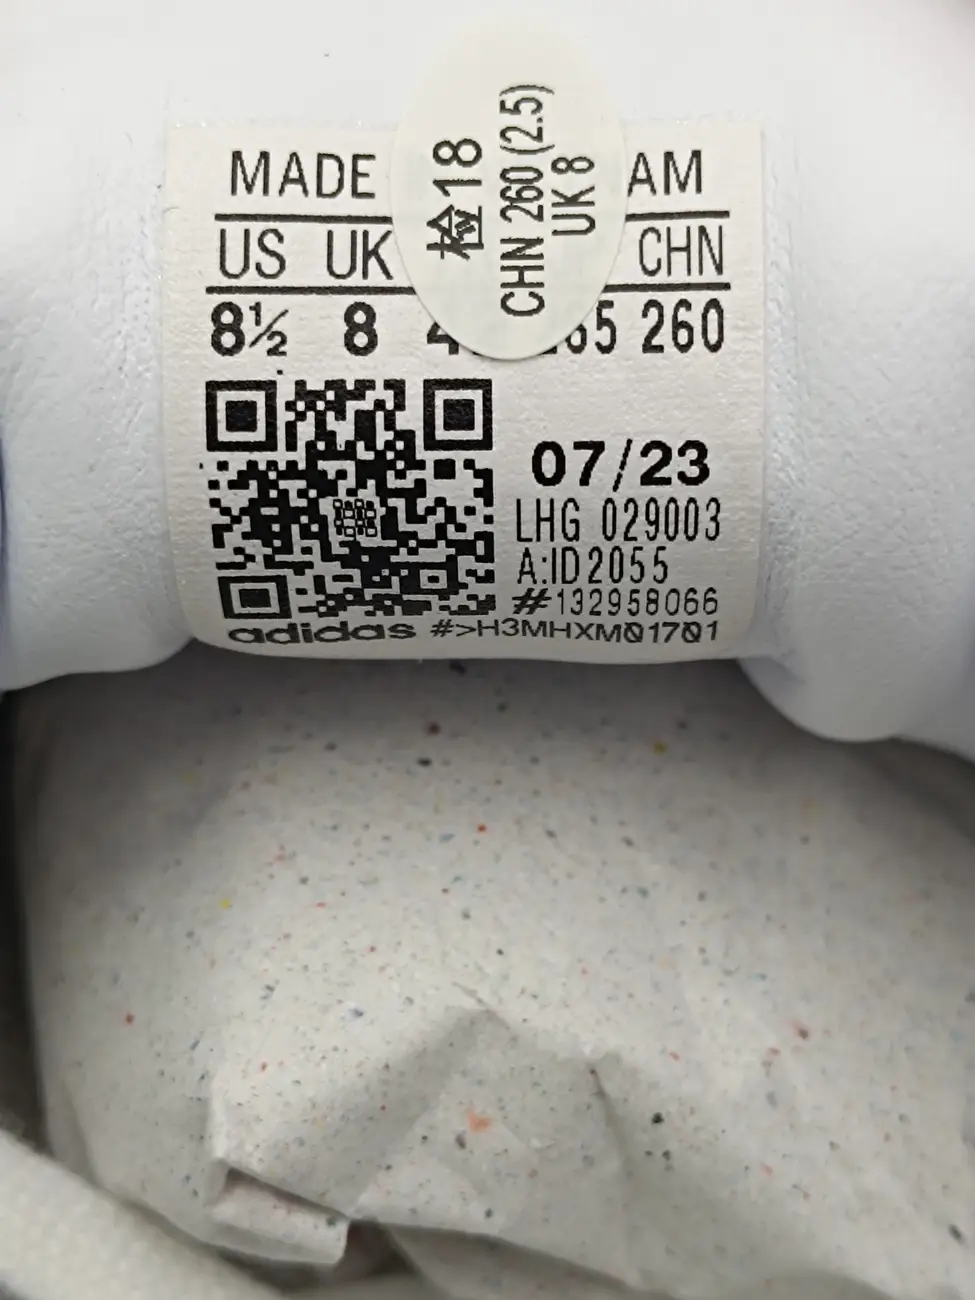 MADE
AM
US UK CHN
8½ 8 260
检18
CHN 260 (2.5)
UK 8
07/23
LHG 029003
A:ID2055
#132958066
adidas #>H3MHXM01701